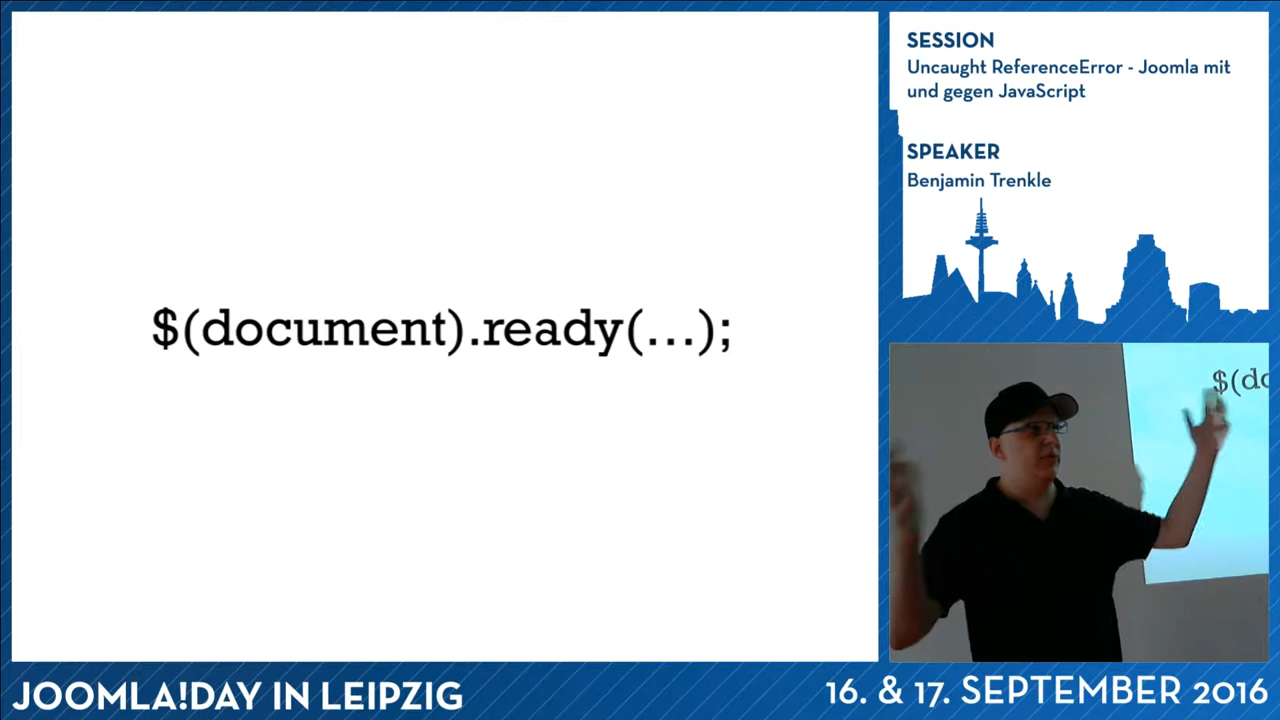 $(document).ready(...);
SESSION
Uncaught ReferenceError - Joomla mit
und gegen JavaScript
SPEAKER
Benjamin Trenkle
$(do
JOOMLA!DAY IN LEIPZIG
16. & 17. SEPTEMBER 2016